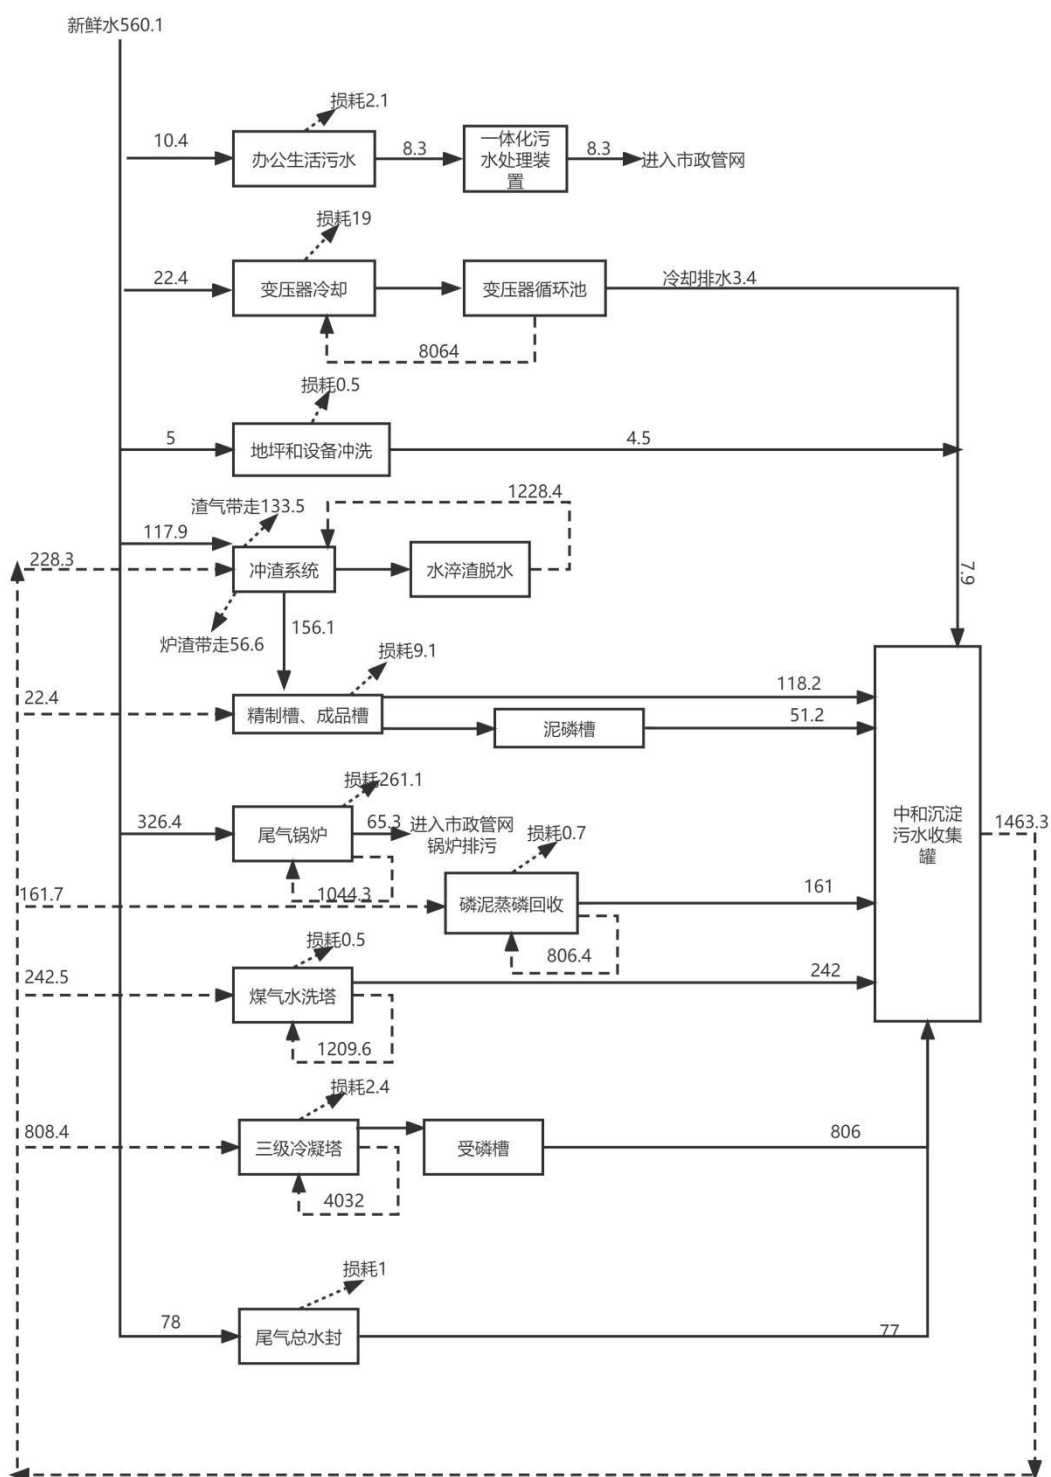 新鲜水560.1
损耗2.1
10.4
办公生活污水
8.3
一体化污
水处理装
置
8.3
进入市政管网
损耗19
22.4
变压器冷却
变压器循环池
冷却排水3.4
8064
损耗0.5
5
地坪和设备冲洗
4.5
渣气带走133.5
1228.4
117.9
228.3
冲渣系统
水淬渣脱水
7.9
炉渣带走56.6
156.1
损耗9.1
22.4
精制槽、成品槽
118.2
泥磷槽
51.2
损耗261.1
326.4
尾气锅炉
65.3
进入市政管网
锅炉排污
损耗0.7
中和沉淀
污水收集
罐
1463.3
161.7
1044.3
磷泥蒸磷回收
161
806.4
损耗0.5
242.5
煤气水洗塔
242
1209.6
损耗2.4
808.4
三级冷凝塔
受磷槽
806
4032
损耗1
78
尾气总水封
77